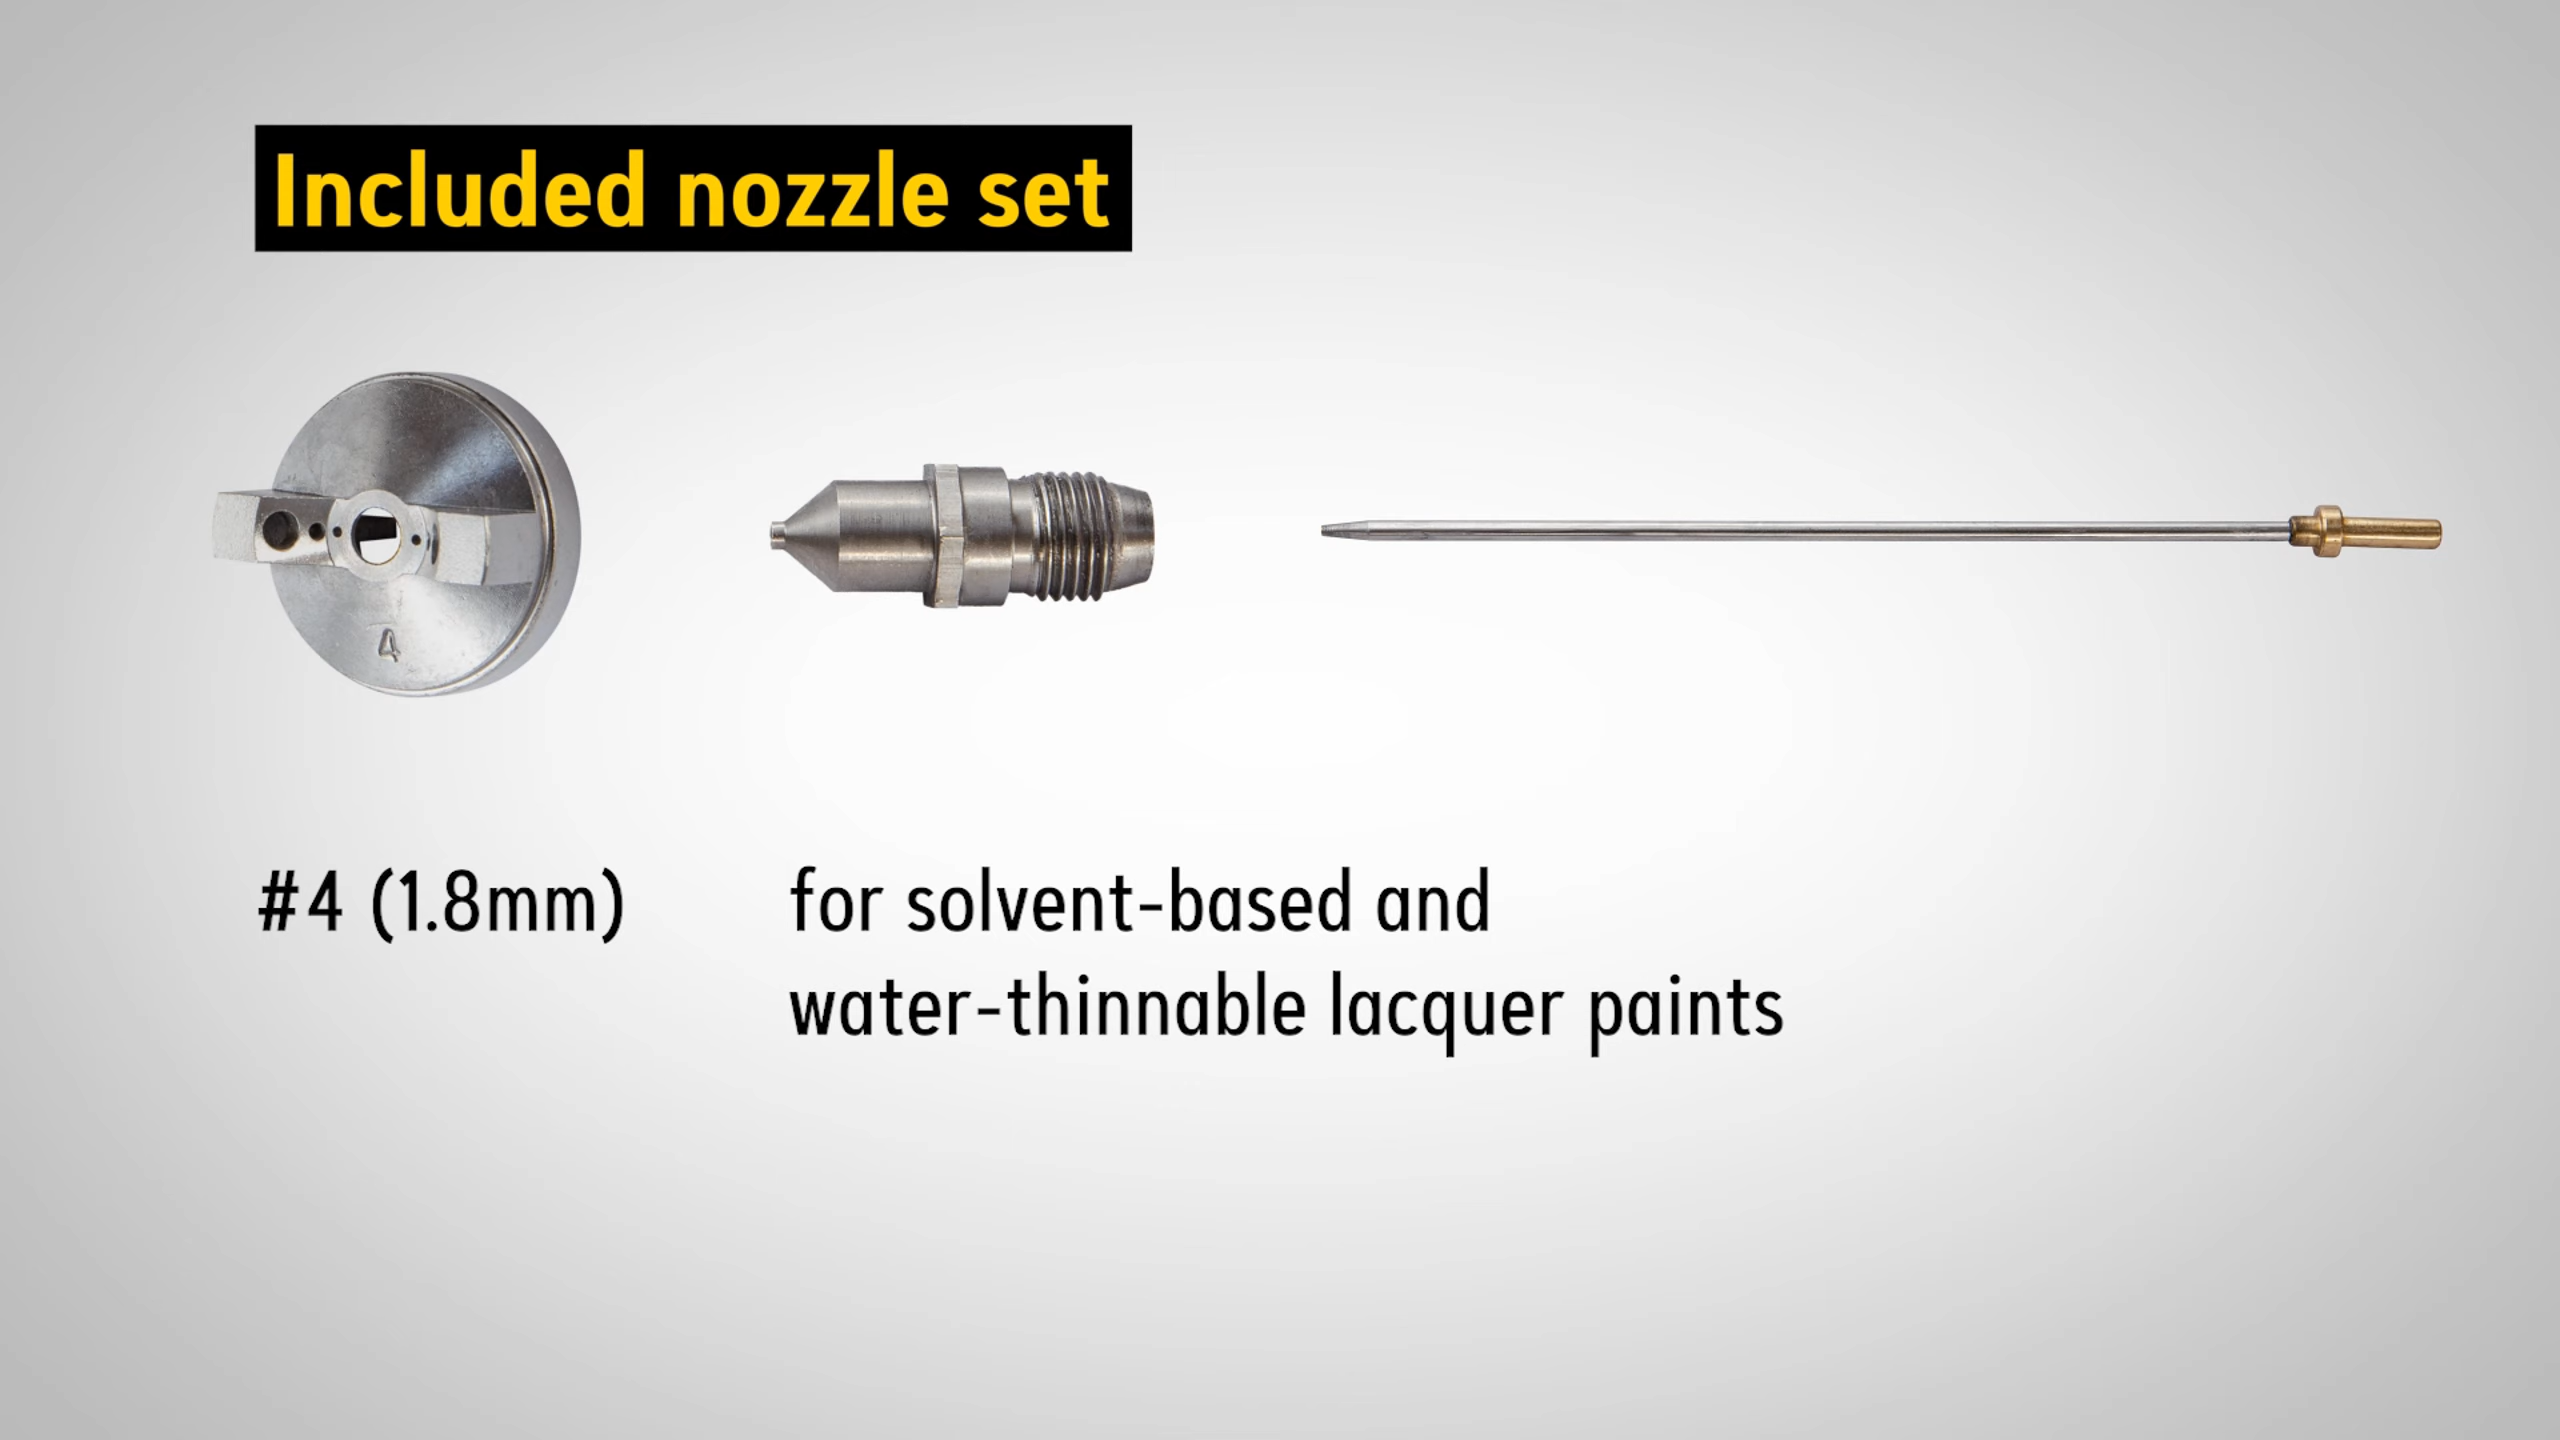 Included nozzle set
4
#4 (1.8mm)
for solvent-based and
water-thinnable lacquer paints